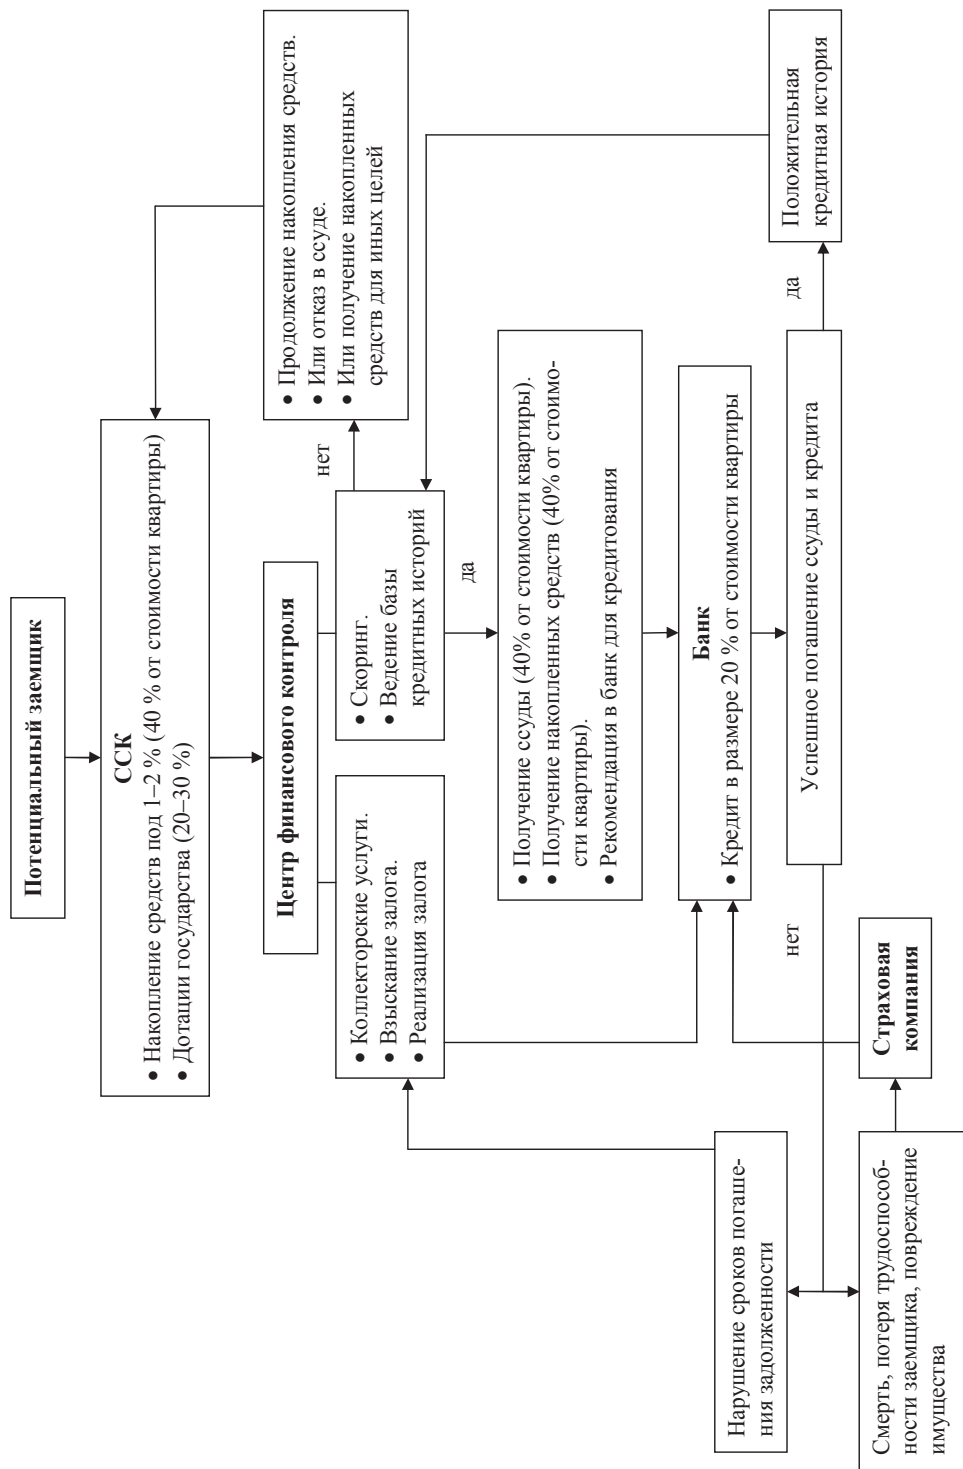 Потенциальный заемщик
ССК
• Накопление средств под 1–2 % (40 % от стоимости квартиры)
• Дотации государства (20–30 %)
• Продолжение накопления средств.
• Или отказ в ссуде.
• Или получение накопленных
средств для иных целей
Центр финансового контроля
нет
• Коллекторские услуги.
• Взыскание залога.
• Реализация залога
• Скоринг.
• Ведение базы
кредитных историй
да
• Получение ссуды (40% от стоимости квартиры).
• Получение накопленных средств (40% от стоимо-
сти квартиры).
• Рекомендация в банк для кредитования
Банк
• Кредит в размере 20 % от стоимости квартиры
Нарушение сроков погаше-
ния задолженности
нет
Успешное погашение ссуды и кредита
да
Положительная
кредитная история
Смерть, потеря трудоспособ-
ности заемщика, повреждение
имущества
Страховая
компания